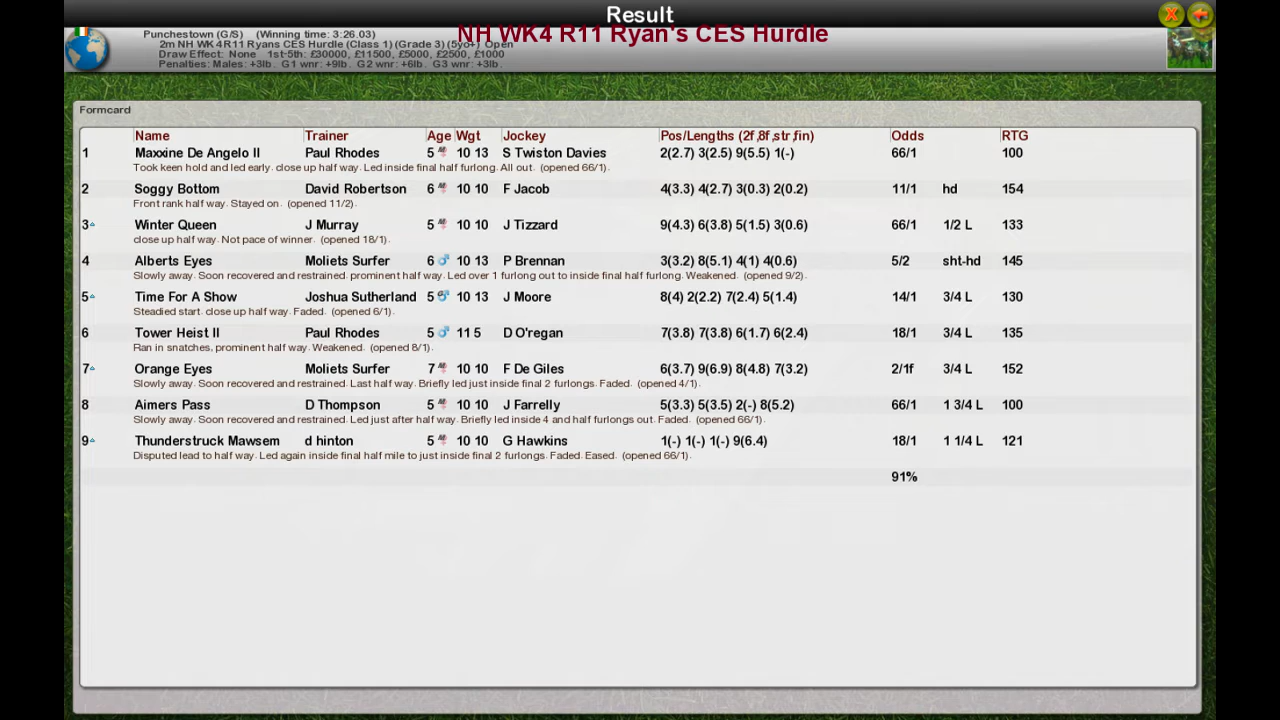 Result
NH WK4 R11 Ryan's CES Hurdle
Punchestown (G/S) (Winning time: 3:26.03)
2m NH WK4R11 Ryans CES Hurdle (Class 1) (Grade 3) (5yo+) Open
Draw Effect: None 1st-5th: £30000, £11500, £5000, £2500, £1000
Penalties: Males: +3lb. G1 wnr: +9lb. G2 wnr: +6lb. G3 wnr: +3lb.
Formcard
Name Trainer Age Wgt Jockey Pos/Lengths (2f,8f,str,fin) Odds RTG
1 Maxxine De Angelo II Paul Rhodes 5 10 13 S Twiston Davies 2(2.7) 3(2.5) 9(5.5) 1(-) 66/1 100
Took keen hold and led early. close up half way. Led inside final half furlong. All out. (opened 66/1).
2 Soggy Bottom David Robertson 6 10 10 F Jacob 4(3.3) 4(2.7) 3(0.3) 2(0.2) 11/1 hd 154
Front rank half way. Stayed on. (opened 11/2).
3 Winter Queen J Murray 5 10 10 J Tizzard 9(4.3) 6(3.8) 5(1.5) 3(0.6) 66/1 1/2 L 133
close up half way. Not pace of winner. (opened 18/1).
4 Alberts Eyes Moliets Surfer 6 10 13 P Brennan 3(3.2) 8(5.1) 4(1) 4(0.6) 5/2 sht-hd 145
Slowly away. Soon recovered and restrained. prominent half way. Led over 1 furlong out to inside final half furlong. Weakened. (opened 9/2).
5 Time For A Show Joshua Sutherland 5 10 13 J Moore 8(4) 2(2.2) 7(2.4) 5(1.4) 14/1 3/4 L 130
Steadied start. close up half way. Faded. (opened 6/1).
6 Tower Heist II Paul Rhodes 5 11 5 D O'regan 7(3.8) 7(3.8) 6(1.7) 6(2.4) 18/1 3/4 L 135
Ran in snatches, prominent half way. Weakened. (opened 8/1).
7 Orange Eyes Moliets Surfer 7 10 10 F De Giles 6(3.7) 9(6.9) 8(4.8) 7(3.2) 2/1f 3/4 L 152
Slowly away. Soon recovered and restrained. Last half way. Briefly led just inside final 2 furlongs. Faded. (opened 4/1).
8 Aimers Pass D Thompson 5 10 10 J Farrelly 5(3.3) 5(3.5) 2(-) 8(5.2) 66/1 1 3/4 L 100
Slowly away. Soon recovered and restrained. Led just after half way. Briefly led inside 4 and half furlongs out. Faded. (opened 66/1).
9 Thunderstruck Mawsem d hinton 5 10 10 G Hawkins 1(-) 1(-) 1(-) 9(6.4) 18/1 1 1/4 L 121
Disputed lead to half way. Led again inside final half mile to just inside final 2 furlongs. Faded. Eased. (opened 66/1).
91%